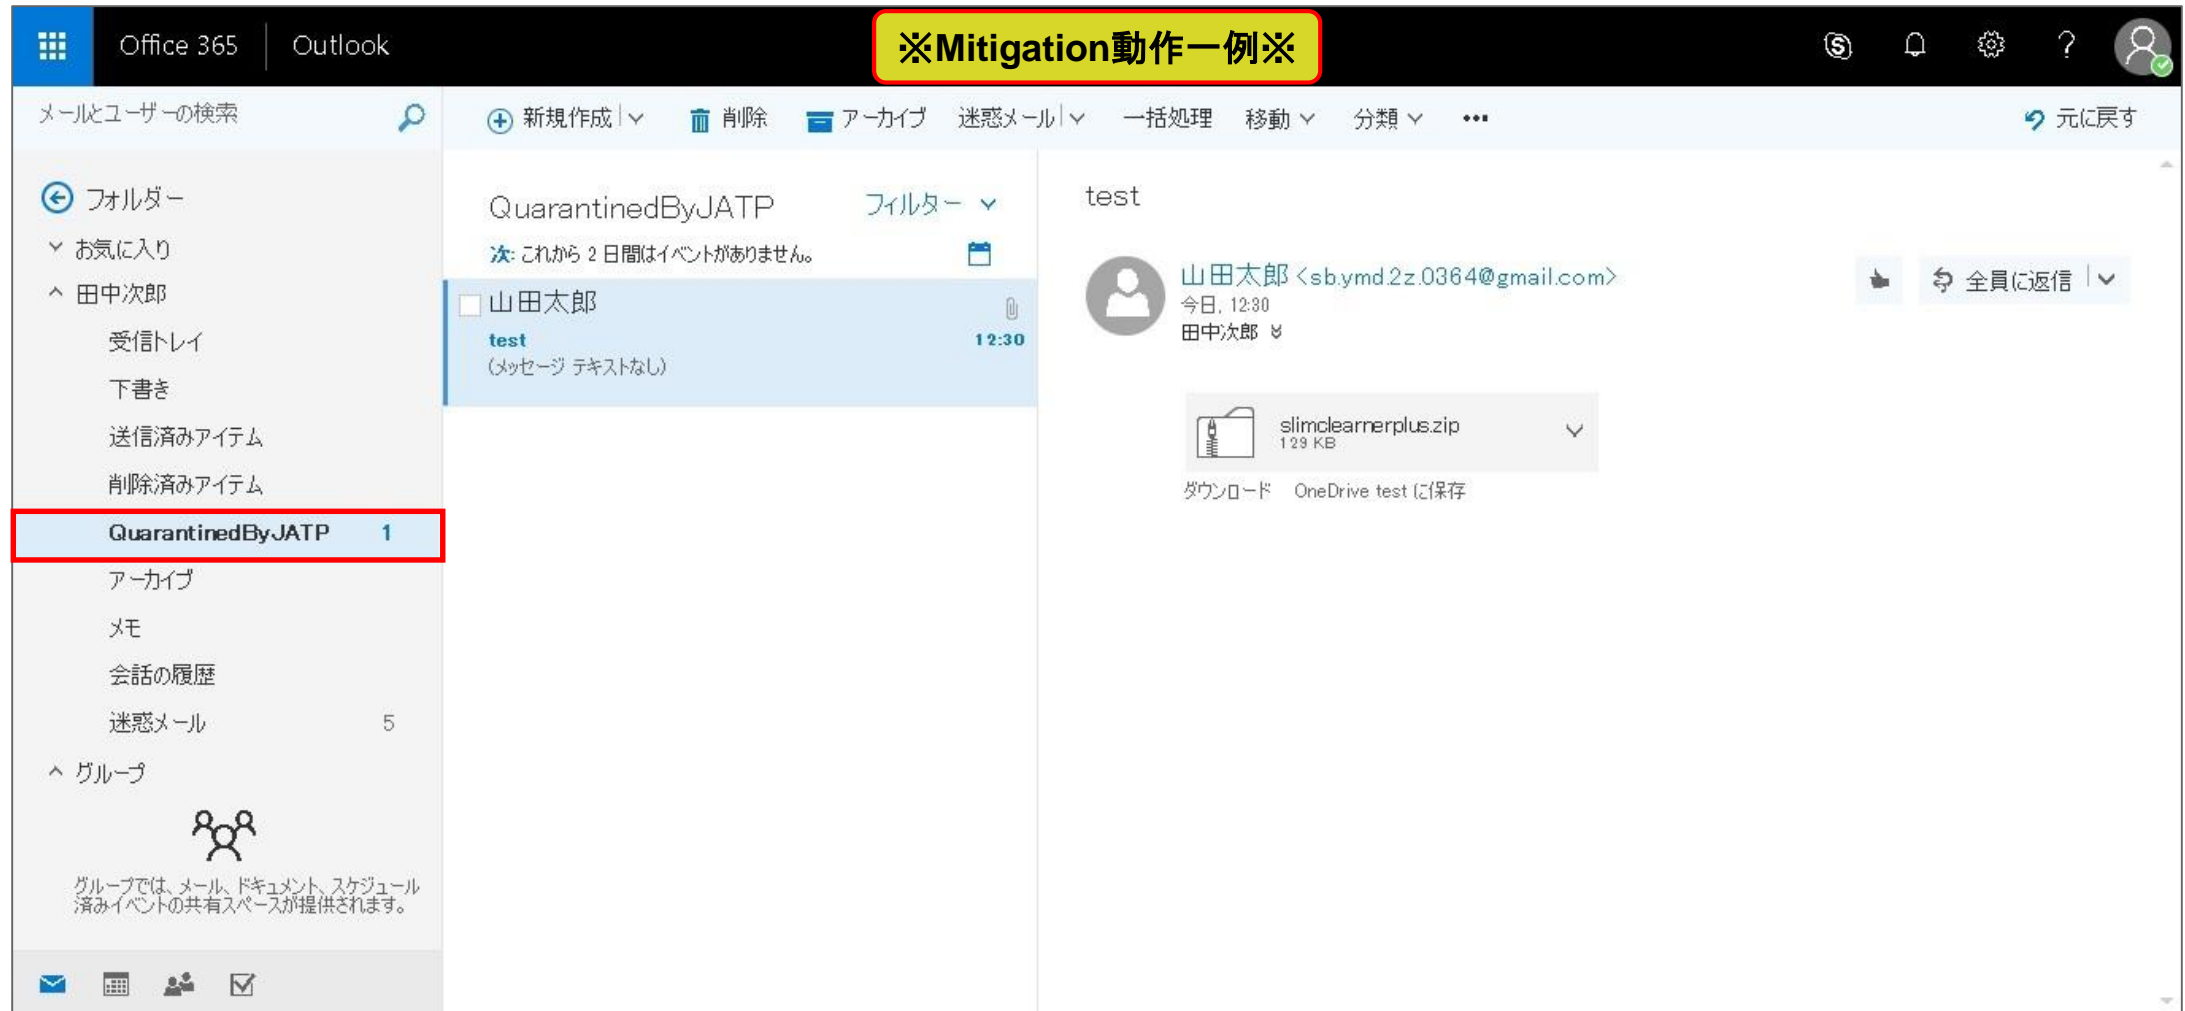 Office 365
Outlook
※Mitigation動作一例※
メールとユーザーの検索
新規作成
削除
アーカイブ
迷惑メール
一括処理
移動
分類
元に戻す
フォルダー
お気に入り
田中次郎
受信トレイ
下書き
送信済みアイテム
削除済みアイテム
QuarantinedByJATP 1
アーカイブ
メモ
会話の履歴
迷惑メール 5
グループ
グループでは、メール、ドキュメント、スケジュール
済みイベントの共有スペースが提供されます。
QuarantinedByJATP フィルター
次: これから 2 日間はイベントがありません。
山田太郎
test 12:30
(メッセージ テキストなし)
test
山田太郎 <sb.ymd.2z.0364@gmail.com>
今日, 12:30
田中次郎
全員に返信
slimclearnerplus.zip
129 KB
ダウンロード OneDrive test に保存